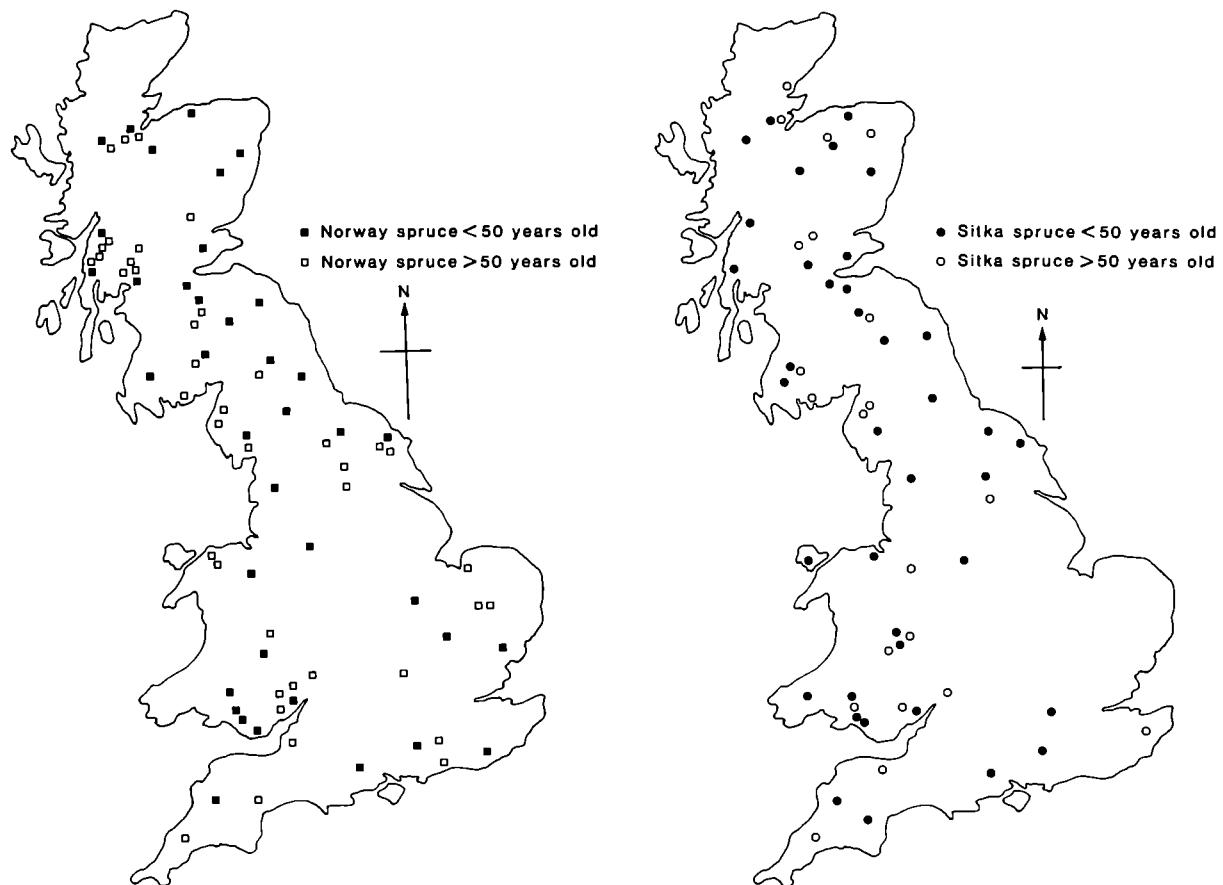 Norway spruce < 50 years old
Norway spruce > 50 years old
N
Sitka spruce < 50 years old
Sitka spruce > 50 years old
N